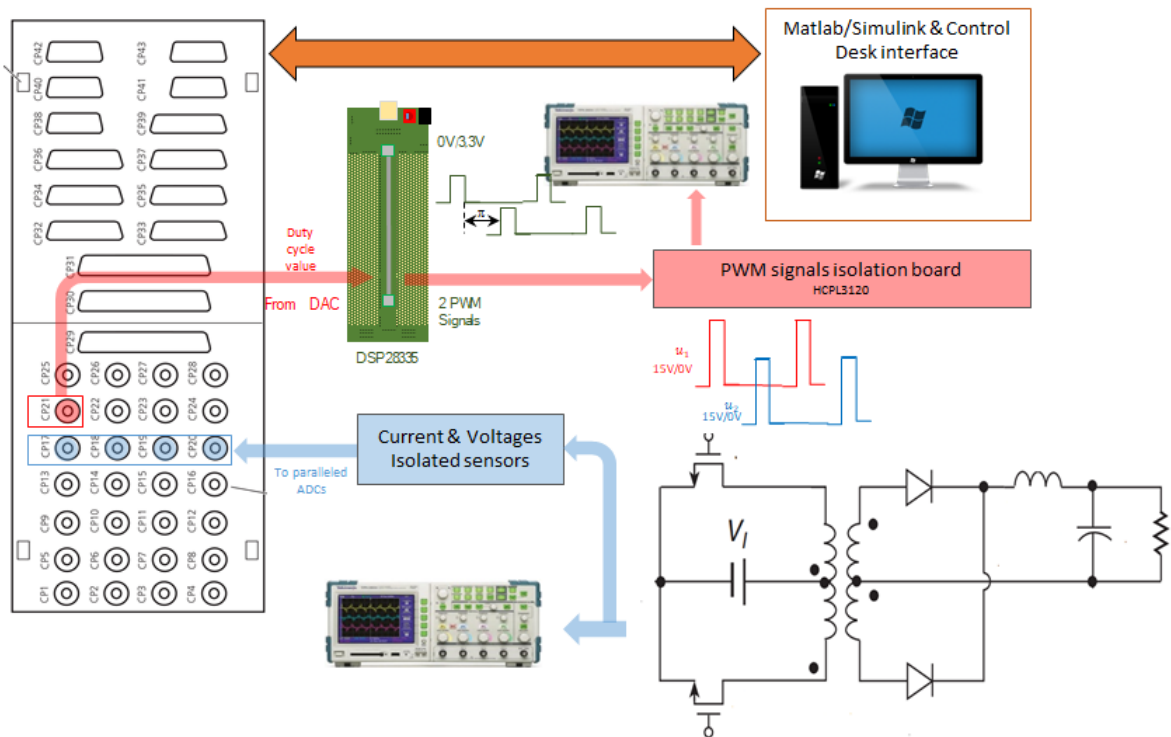 CP42
CP43
CP40
CP41
CP38
CP39
CP36
CP37
CP34
CP35
CP32
CP33
CP31
CP30
CP29
CP25
CP26
CP27
CP28
CP21
CP22
CP23
CP24
CP17
CP18
CP19
CP20
CP13
CP14
CP15
CP16
CP9
CP10
CP11
CP12
CP5
CP6
CP7
CP8
CP1
CP2
CP3
CP4
Matlab/Simulink & Control
Desk interface
0V/3,3V
π
Duty
cycle
value
From DAC
2 PWM
Signals
DSP28335
PWM signals isolation board
HCPL3120
u₁
15V/0V
u₂
15V/0V
Current & Voltages
Isolated sensors
To paralleled
ADCs
V_I